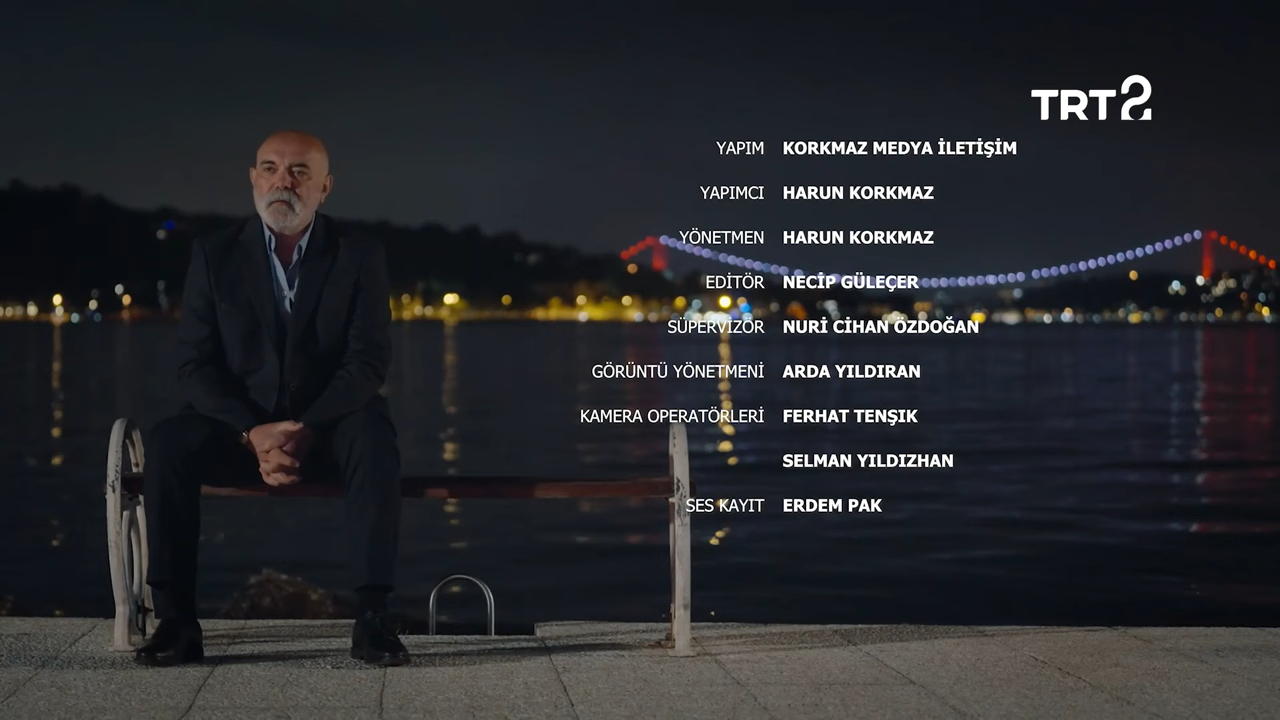 TRT2
YAPIM KORKMAZ MEDYA İLETİŞİM
YAPIMCI HARUN KORKMAZ
YÖNETMEN HARUN KORKMAZ
EDİTÖR NECİP GÜLEÇER
SÜPERVİZÖR NURİ CİHAN ÖZDOĞAN
GÖRÜNTÜ YÖNETMENİ ARDA YILDIRAN
KAMERA OPERATÖRLERİ FERHAT TENŞIK
SELMAN YILDIZHAN
SES KAYIT ERDEM PAK